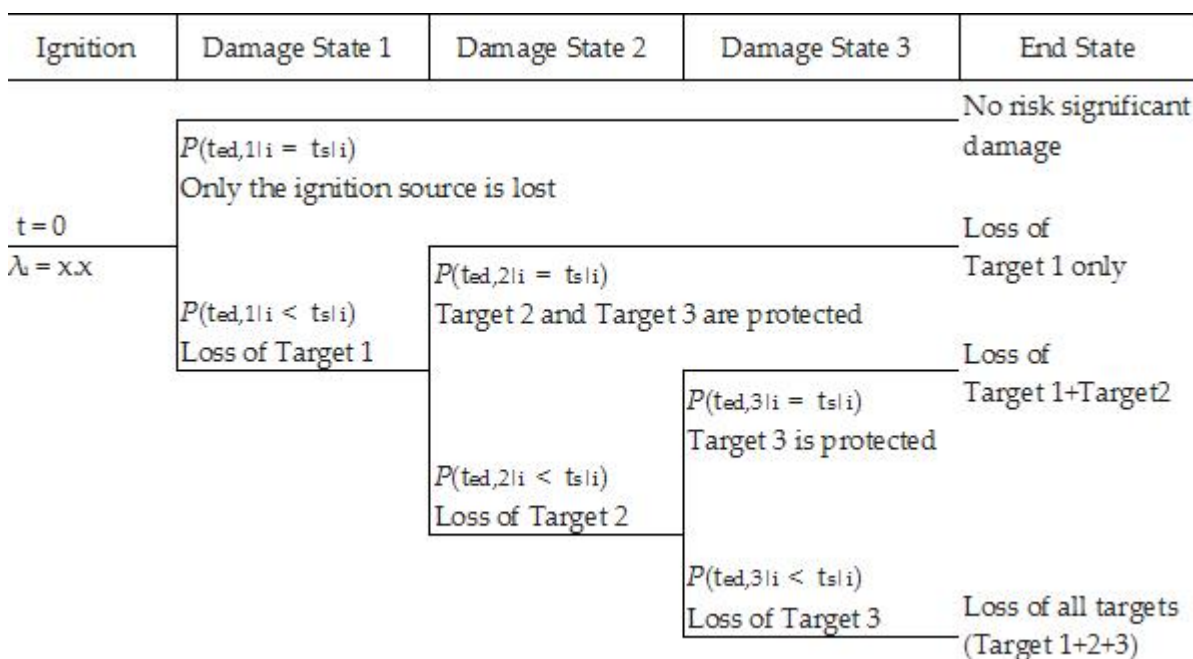 Ignition
Damage State 1
Damage State 2
Damage State 3
End State
No risk significant
damage
P(ted,1|i = ts|i)
Only the ignition source is lost
t = 0
λi = x.x
Loss of
Target 1 only
P(ted,2|i = ts|i)
Target 2 and Target 3 are protected
P(ted,1|i < ts|i)
Loss of Target 1
Loss of
Target 1+Target2
P(ted,3|i = ts|i)
Target 3 is protected
P(ted,2|i < ts|i)
Loss of Target 2
P(ted,3|i < ts|i)
Loss of Target 3
Loss of all targets
(Target 1+2+3)